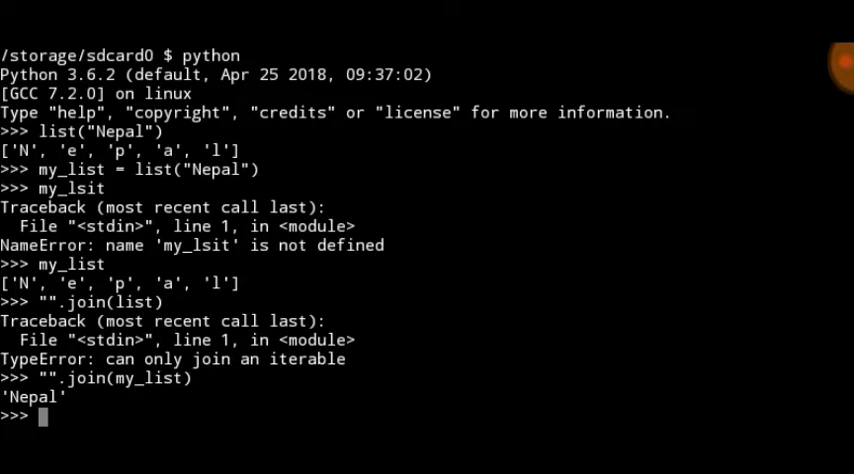 /storage/sdcard0 $ python
Python 3.6.2 (default, Apr 25 2018, 09:37:02)
[GCC 7.2.0] on linux
Type "help", "copyright", "credits" or "license" for more information.
>>> list("Nepal")
['N', 'e', 'p', 'a', 'l']
>>> my_list = list("Nepal")
>>> my_lsit
Traceback (most recent call last):
  File "<stdin>", line 1, in <module>
NameError: name 'my_lsit' is not defined
>>> my_list
['N', 'e', 'p', 'a', 'l']
>>> "".join(list)
Traceback (most recent call last):
  File "<stdin>", line 1, in <module>
TypeError: can only join an iterable
>>> "".join(my_list)
'Nepal'
>>>